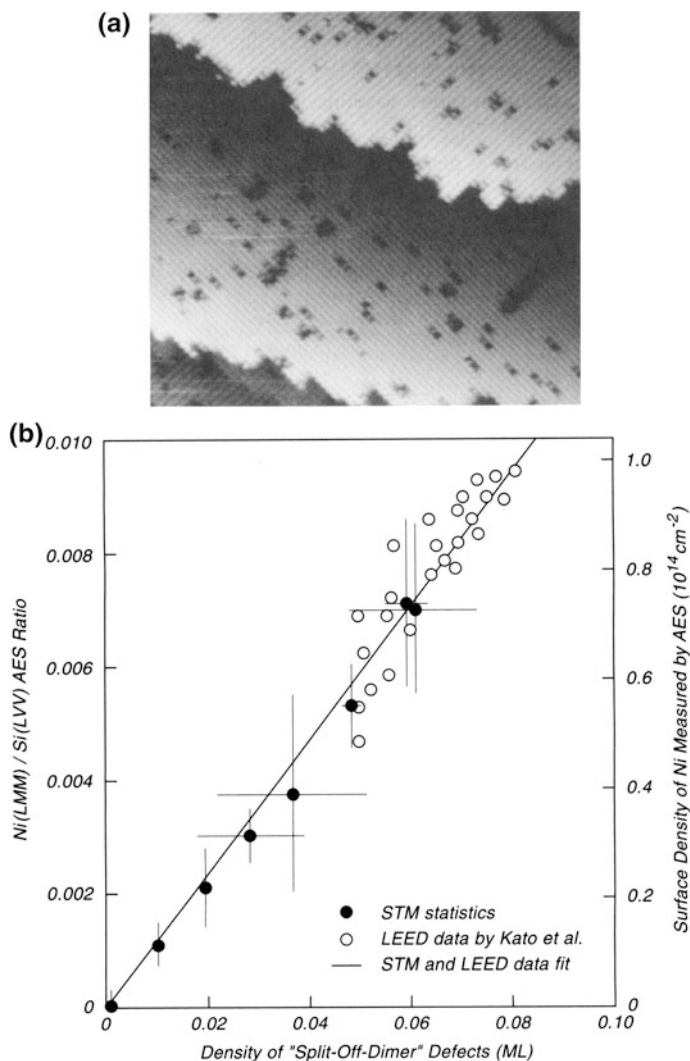 (a)
(b)
0.010
0.008
0.006
0.004
0.002
0
Ni(LMM) / Si(LVV) AES Ratio
1.0
0.8
0.6
0.4
0.2
0
Surface Density of Ni Measured by AES (10¹⁴cm⁻²)
STM statistics
LEED data by Kato et al.
STM and LEED data fit
0 0.02 0.04 0.06 0.08 0.10
Density of "Split-Off-Dimer" Defects (ML)